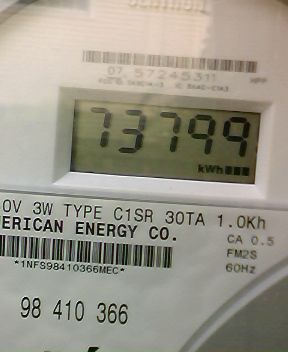 07 57245311
73799
kWh
0V 3W TYPE C1SR 30TA 1.0Kh
ERICAN ENERGY CO.
CA 0.5
FM2S
60Hz
*1NFS98410366MEC*
98 410 366